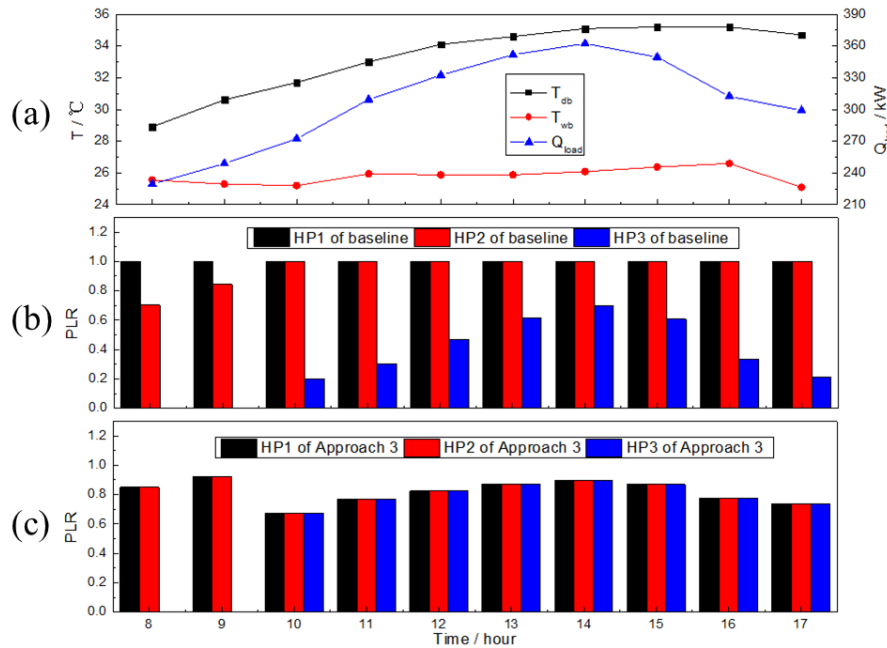 (a)
T / ℃
36
34
32
30
28
26
24
T_db
T_wb
Q_load
390
360
330
300
270
240
210
/ kW
(b)
PLR
1.2
1.0
0.8
0.6
0.4
0.2
0.0
HP1 of baseline HP2 of baseline HP3 of baseline
(c)
PLR
1.2
1.0
0.8
0.6
0.4
0.2
0.0
HP1 of Approach 3 HP2 of Approach 3 HP3 of Approach 3
8 9 10 11 12 13 14 15 16 17
Time / hour